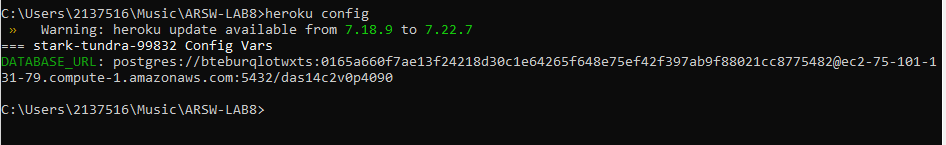 C:\Users\2137516\Music\ARSW-LAB8>heroku config
»   Warning: heroku update available from 7.18.9 to 7.22.7
=== stark-tundra-99832 Config Vars
DATABASE_URL: postgres://bteburqlotwxts:0165a660f7ae13f24218d30c1e64265f648e75ef42f397ab9f88021cc8775482@ec2-75-101-1
31-79.compute-1.amazonaws.com:5432/das14c2v0p4090
C:\Users\2137516\Music\ARSW-LAB8>